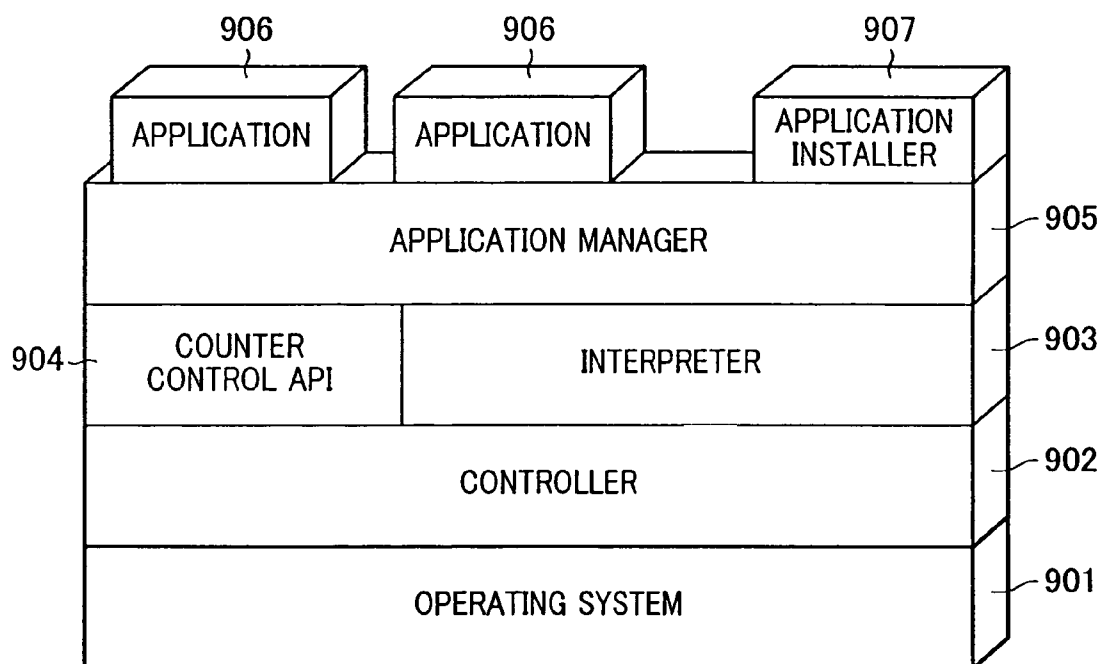 906
906
907
APPLICATION
APPLICATION
APPLICATION
INSTALLER
905
APPLICATION MANAGER
904
COUNTER
CONTROL API
INTERPRETER
903
CONTROLLER
902
OPERATING SYSTEM
901